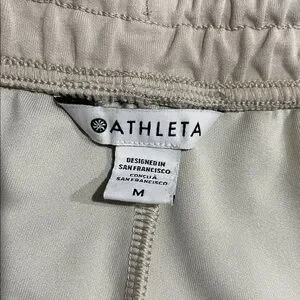 ATHLETA
DESIGNED IN
SAN FRANCISCO
CONÇU À
SAN FRANCISCO
M